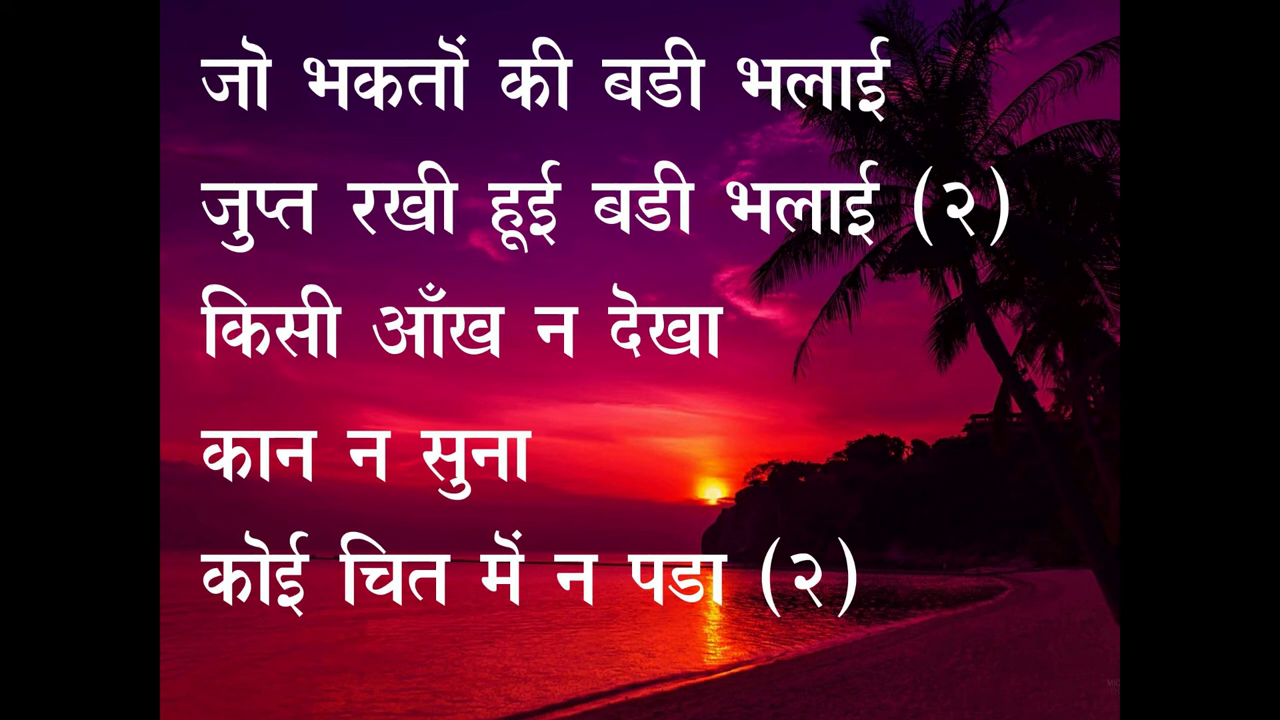 जो भकतों की बडी भलाई
जुप्त रखी हूई बडी भलाई (२)
किसी आँख न देखा
कान न सुना
कोई चित में न पडा (२)